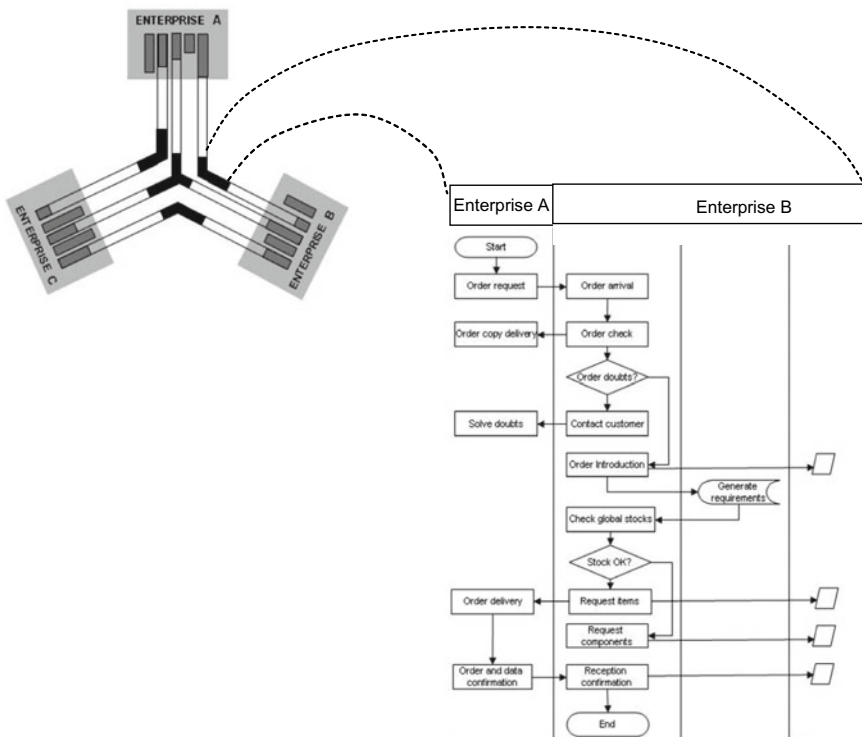 ENTERPRISE A
ENTERPRISE C
ENTERPRISE B
Enterprise A
Enterprise B
Start
Order request
Order arrival
Order copy delivery
Order check
Order doubts?
Solve doubts
Contact customer
Order Introduction
Generate
requirements
Check global stocks
Stock OK?
Order delivery
Request items
Request
components
Order and data
confirmation
Reception
confirmation
End